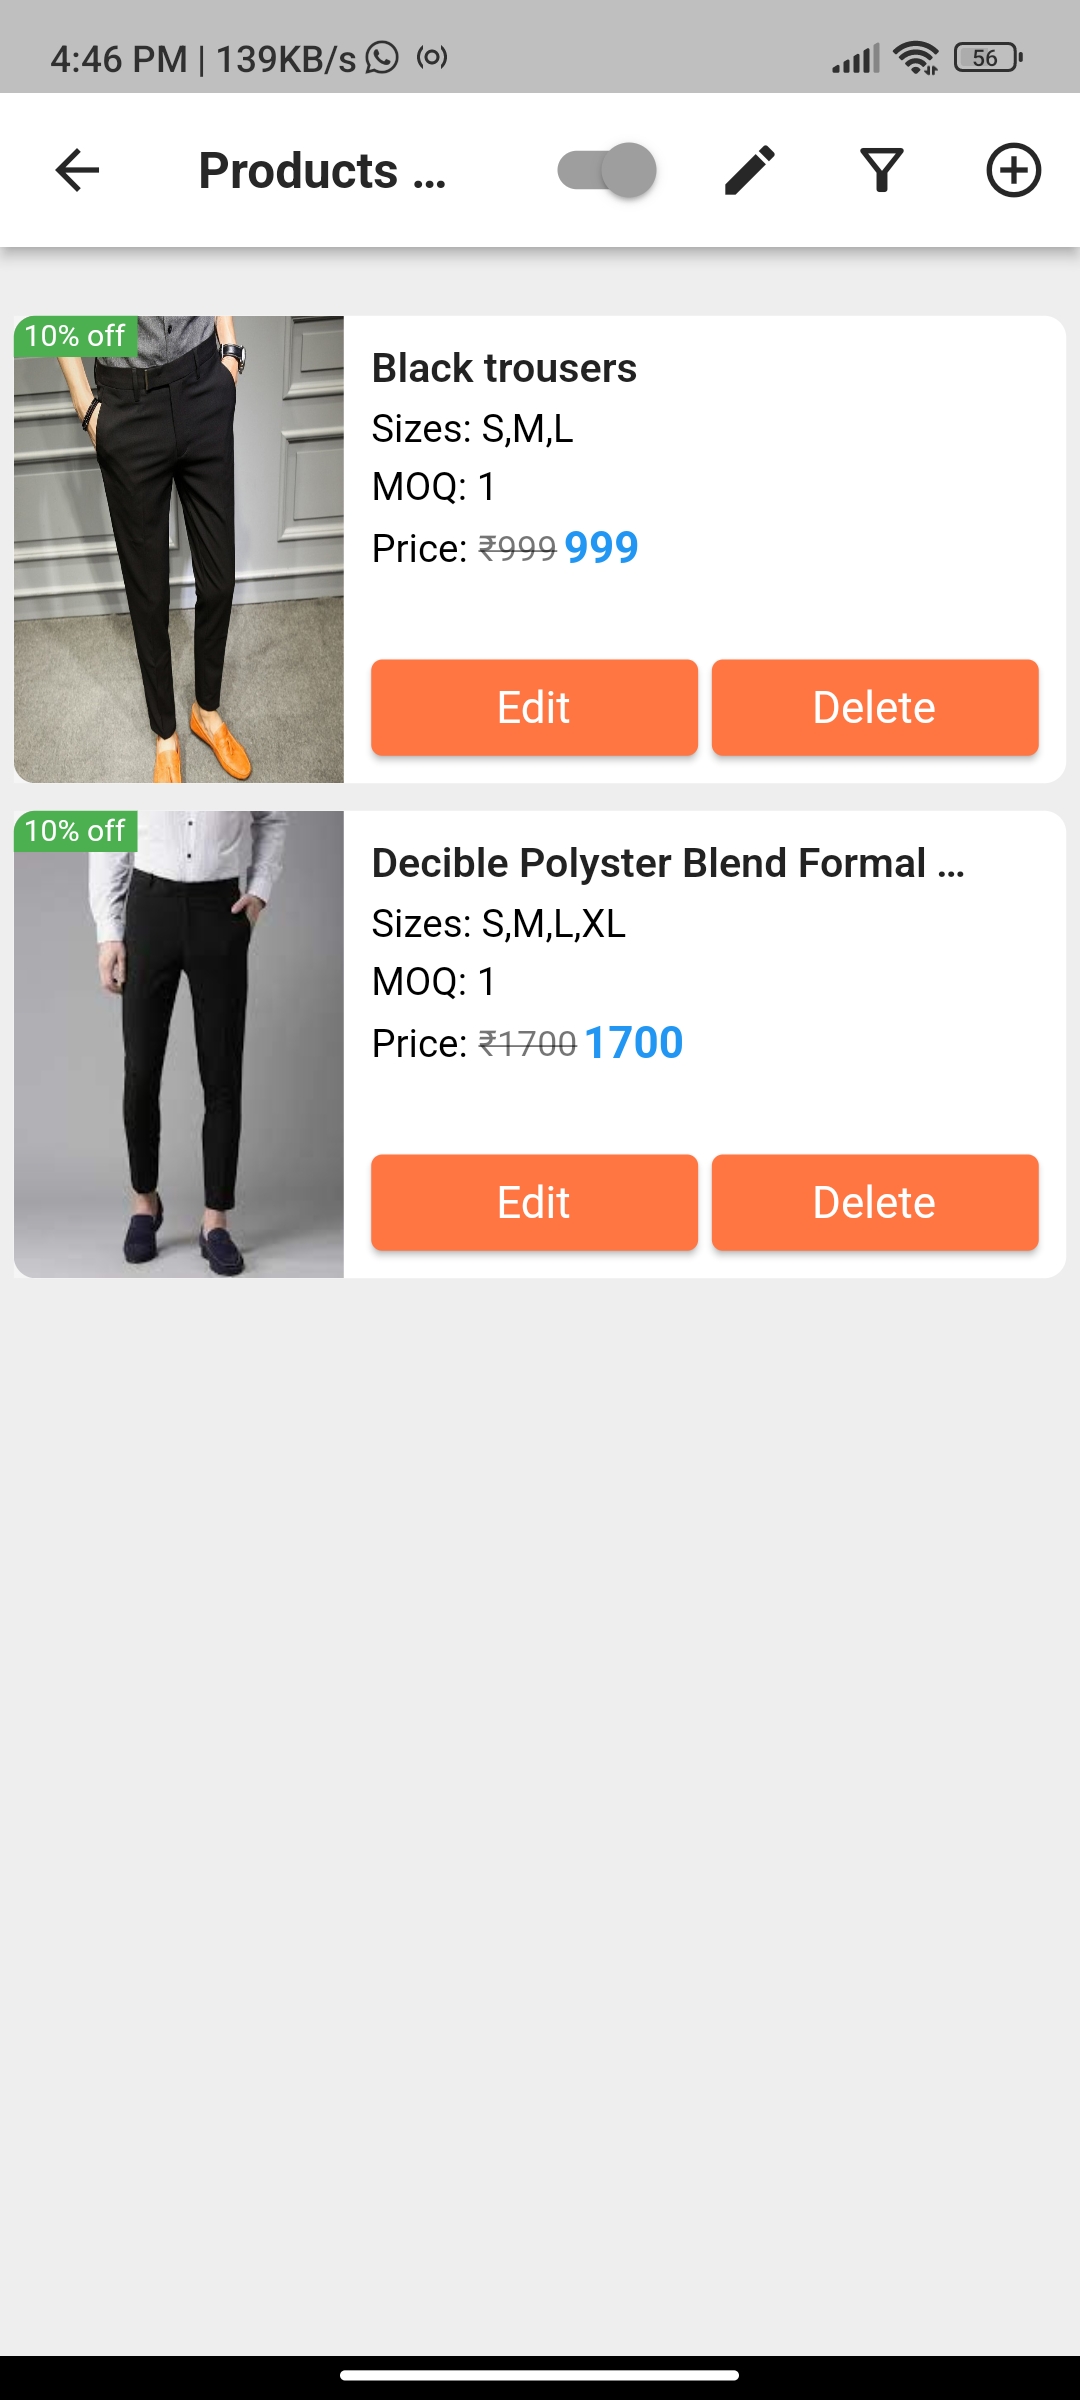 4:46 PM | 139KB/s
56
Products ...
10% off
Black trousers
Sizes: S,M,L
MOQ: 1
Price: ₹999 999
Edit Delete
10% off
Decible Polyster Blend Formal ...
Sizes: S,M,L,XL
MOQ: 1
Price: ₹1700 1700
Edit Delete